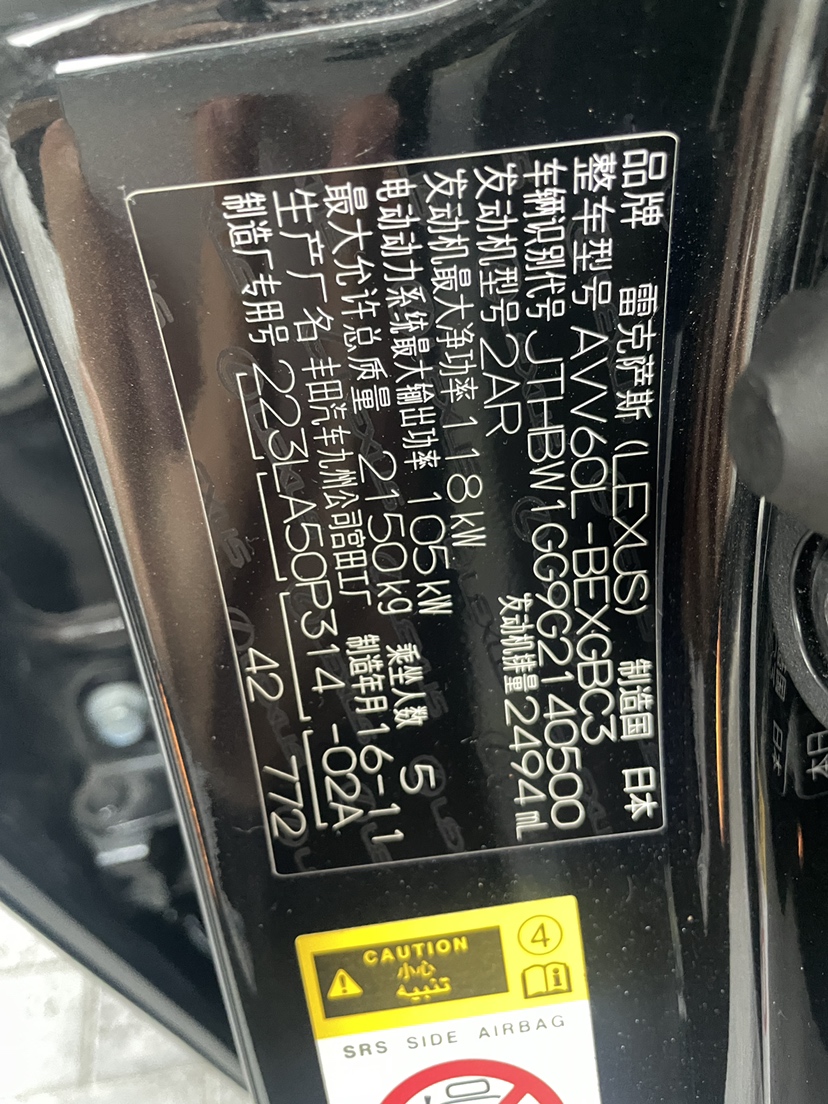 品牌 雷克萨斯 (LEXUS) 制造国 日本
整车型号 AVV60L-BEXGBC3
车辆识别代号 JTHBW1GG9G2140500
发动机型号 2AR 发动机排量 2494 mL
发动机最大净功率 118 kW
电动动力系统最大输出功率 105 kW 乘坐人数 5
最大允许总质量 2150 kg 制造年月 16-11
生产厂名 丰田汽车九州公司宫田工厂
制造厂专用号 223LA50P314-02A
42 772
CAUTION
小心
تنبيه
4
SRS SIDE AIRBAG